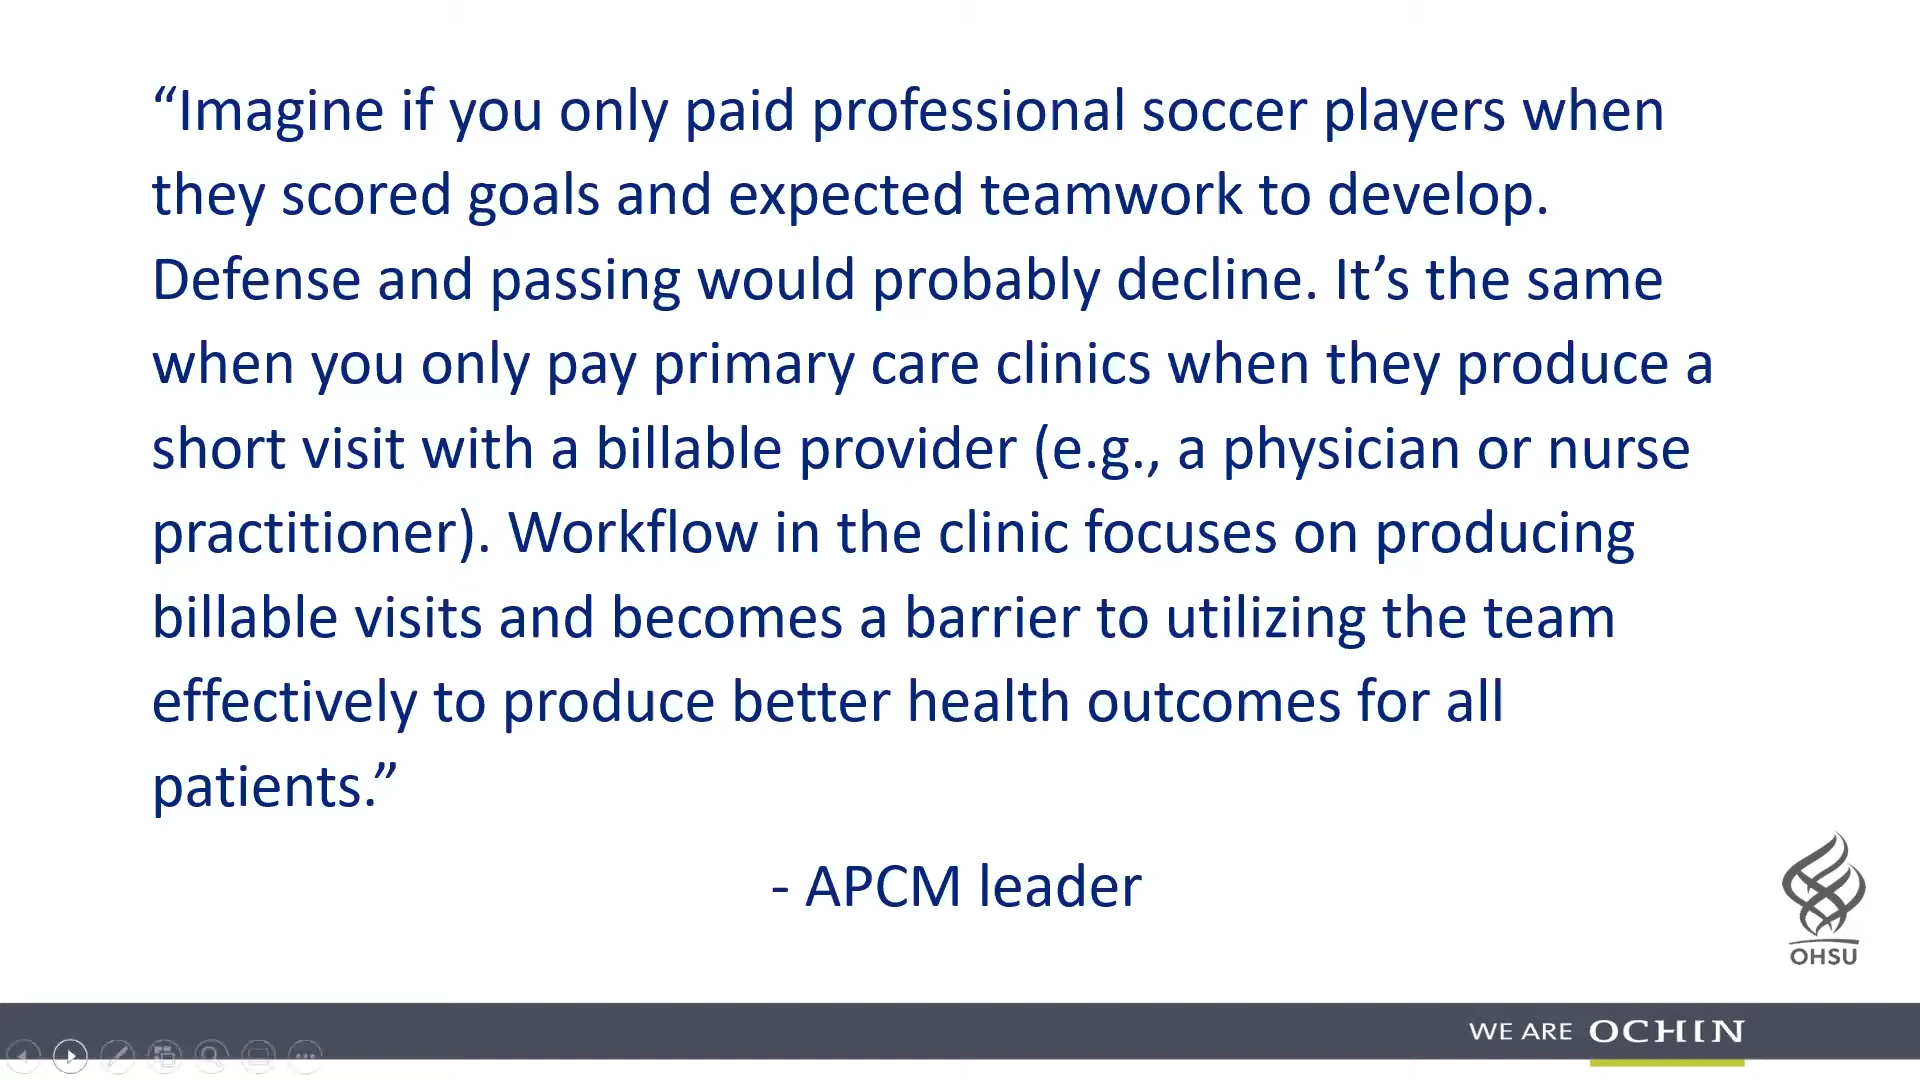 “Imagine if you only paid professional soccer players when
they scored goals and expected teamwork to develop.
Defense and passing would probably decline. It’s the same
when you only pay primary care clinics when they produce a
short visit with a billable provider (e.g., a physician or nurse
practitioner). Workflow in the clinic focuses on producing
billable visits and becomes a barrier to utilizing the team
effectively to produce better health outcomes for all
patients.”
- APCM leader
OHSU
WE ARE OCHIN